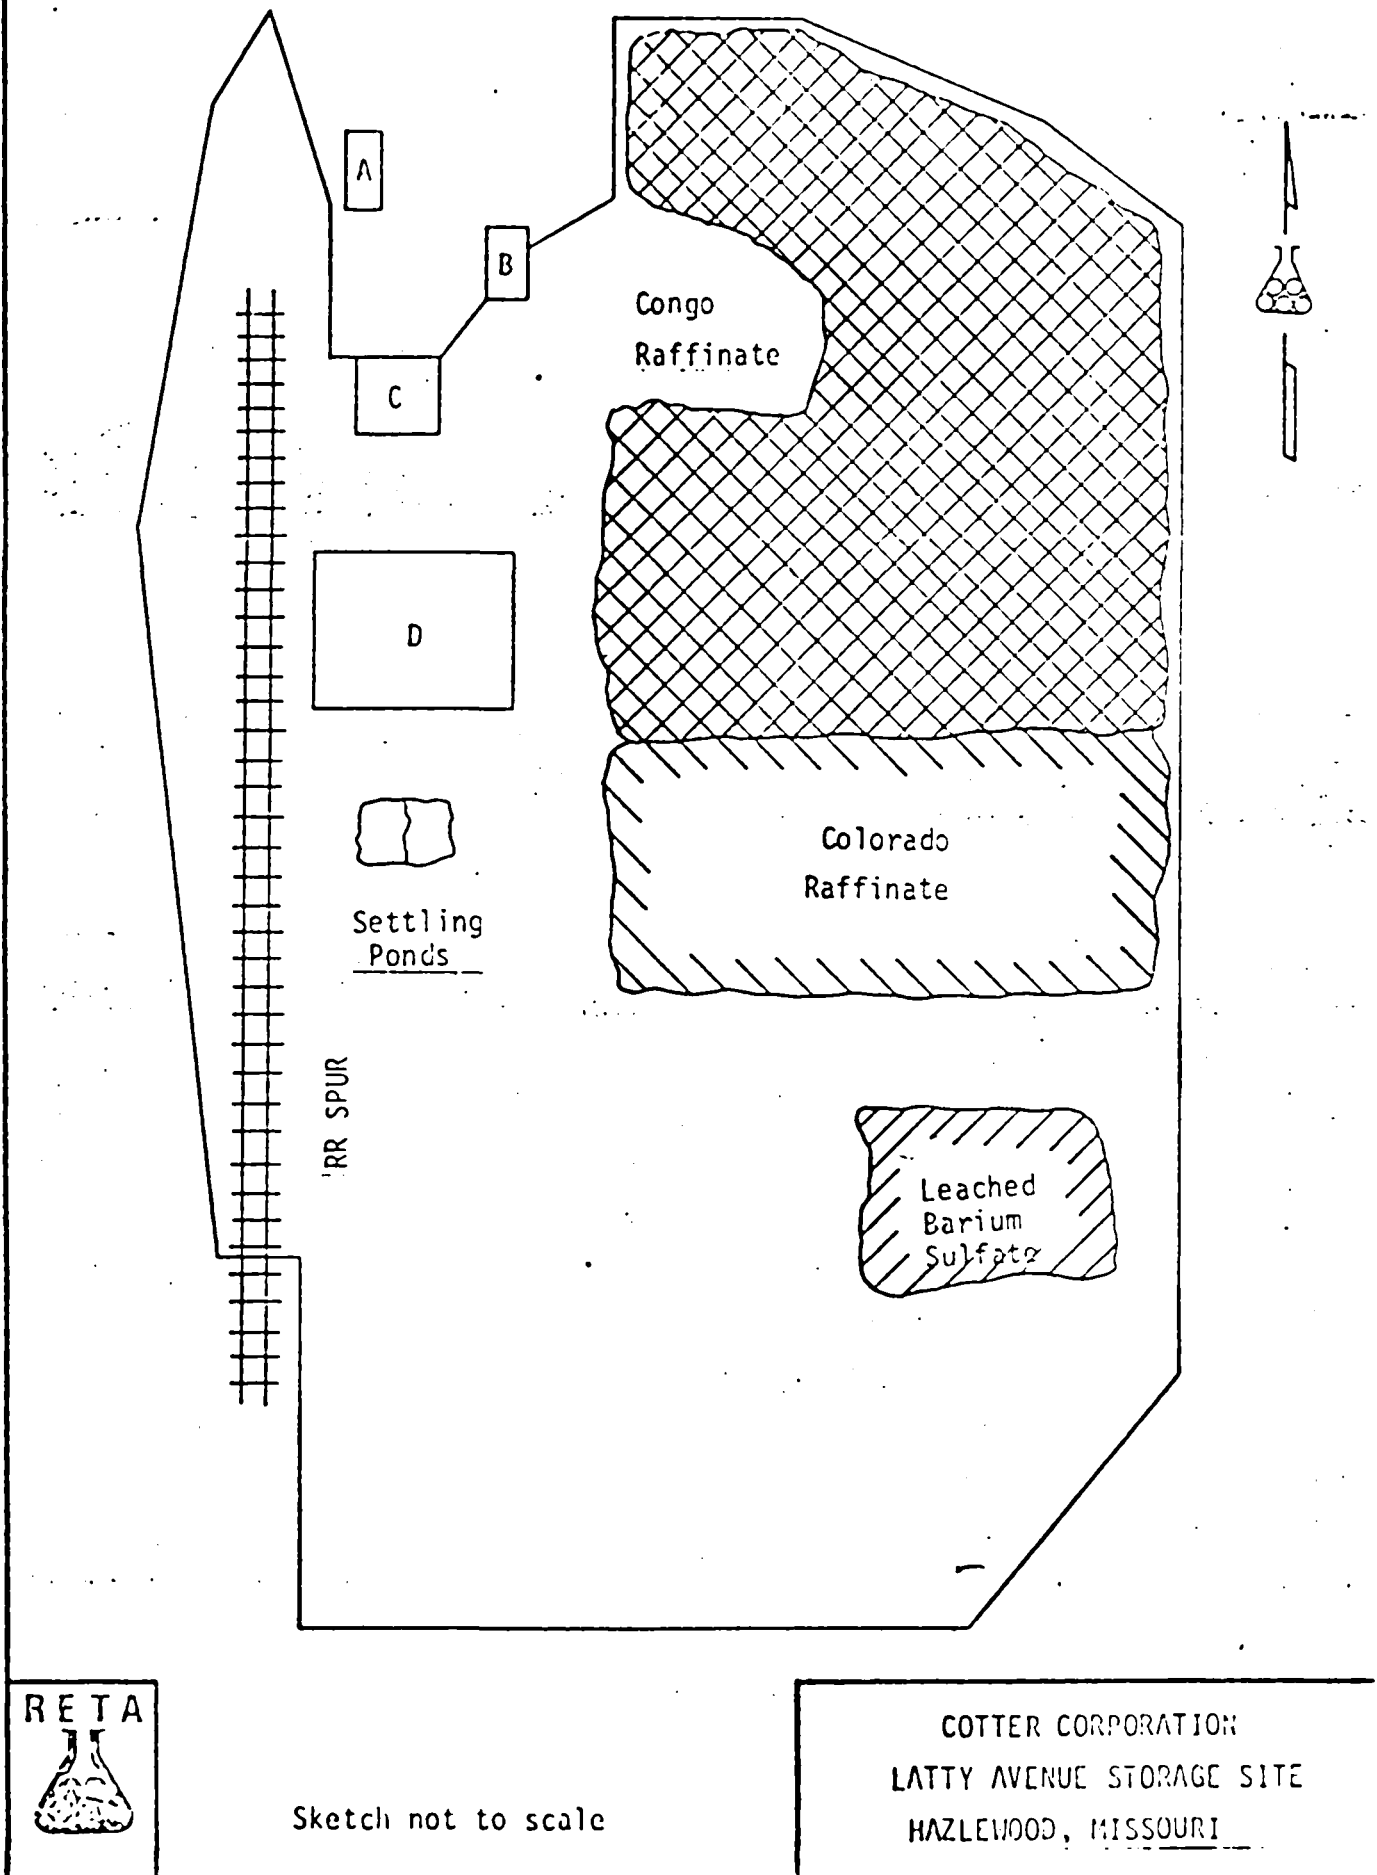 A
B
Congo
Raffinate
C
D
Colorado
Raffinate
Settling
Ponds
RR SPUR
Leached
Barium
Sulfate
RETA
Sketch not to scale
COTTER CORPORATION
LATTY AVENUE STORAGE SITE
HAZLEWOOD, MISSOURI